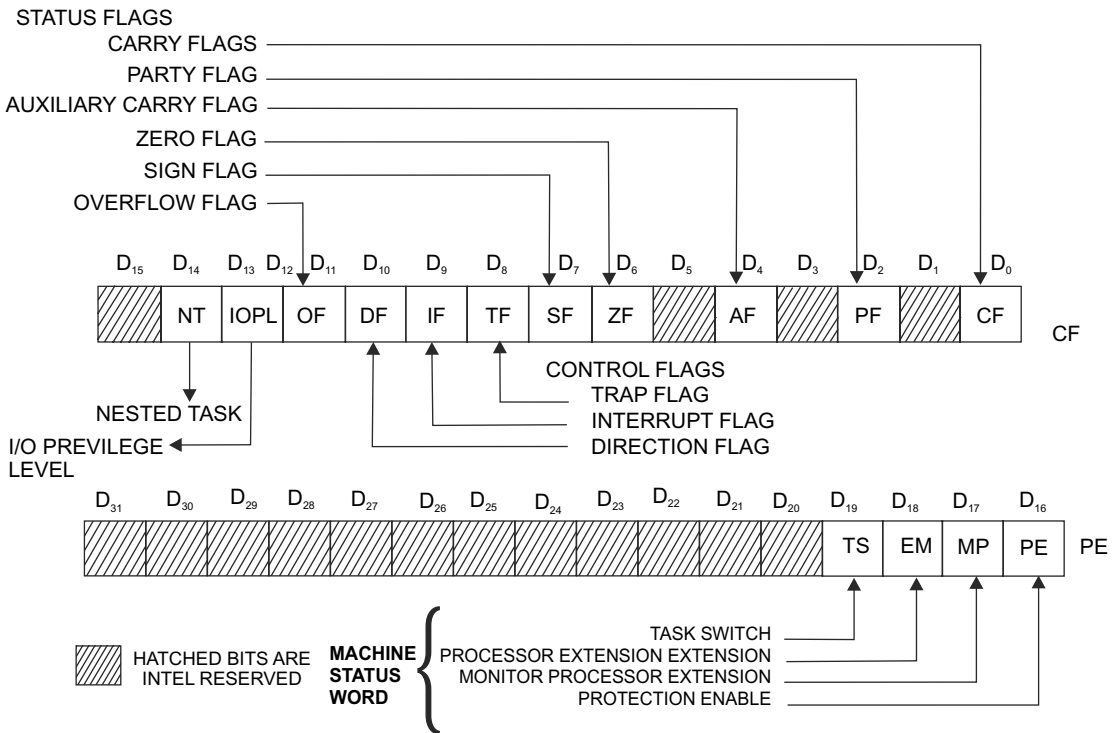 STATUS FLAGS
CARRY FLAGS
PARTY FLAG
AUXILIARY CARRY FLAG
ZERO FLAG
SIGN FLAG
OVERFLOW FLAG
D15 D14 D13 D12 D11 D10 D9 D8 D7 D6 D5 D4 D3 D2 D1 D0
NT IOPL OF DF IF TF SF ZF AF PF CF CF
CONTROL FLAGS
TRAP FLAG
NESTED TASK
INTERRUPT FLAG
I/O PREVILEGE
LEVEL
DIRECTION FLAG
D31 D30 D29 D28 D27 D26 D25 D24 D23 D22 D21 D20 D19 D18 D17 D16
TS EM MP PE PE
HATCHED BITS ARE
INTEL RESERVED
MACHINE
STATUS
WORD
TASK SWITCH
PROCESSOR EXTENSION EXTENSION
MONITOR PROCESSOR EXTENSION
PROTECTION ENABLE